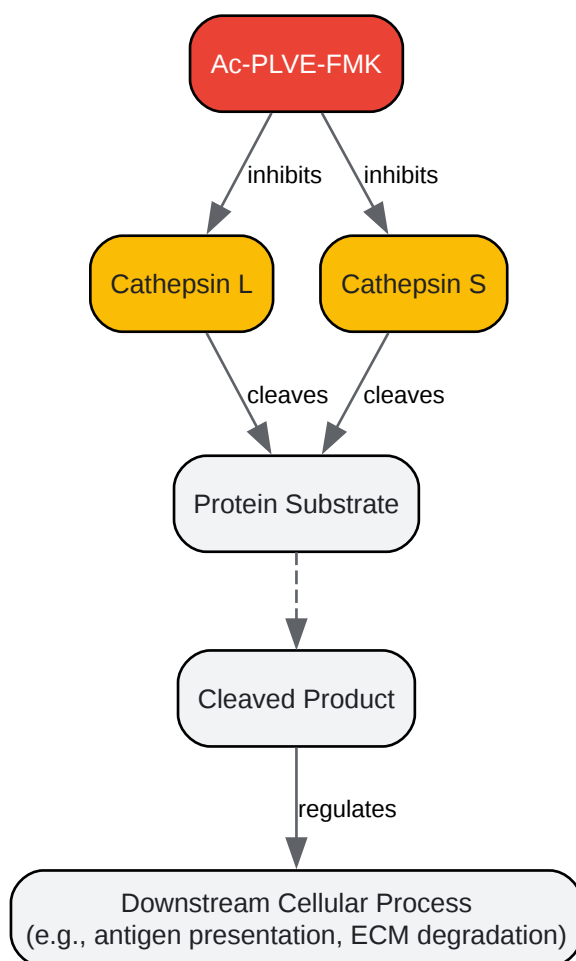 Ac-PLVE-FMK
inhibits
inhibits
Cathepsin L
Cathepsin S
cleaves
cleaves
Protein Substrate
Cleaved Product
regulates
Downstream Cellular Process
(e.g., antigen presentation, ECM degradation)